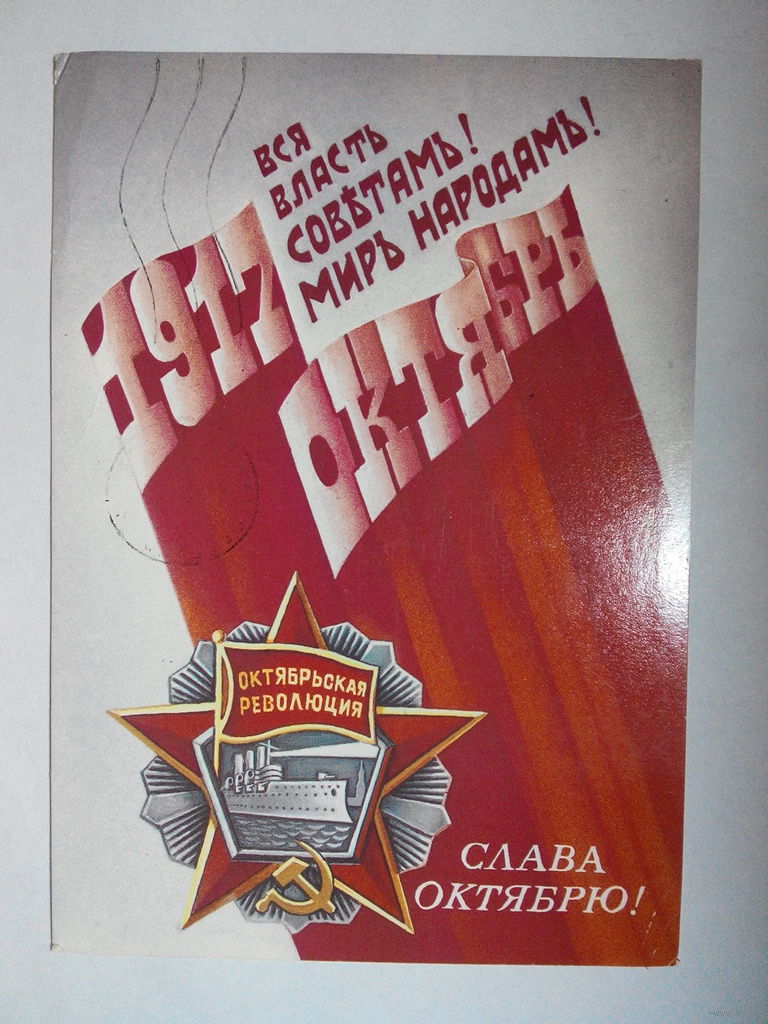 ВСЯ
ВЛАСТЬ
СОВѢТАМЪ!
МИРЪ НАРОДАМЪ!
1917
ОКТЯБРЬ
ОКТЯБРЬСКАЯ
РЕВОЛЮЦИЯ
СЛАВА
ОКТЯБРЮ!